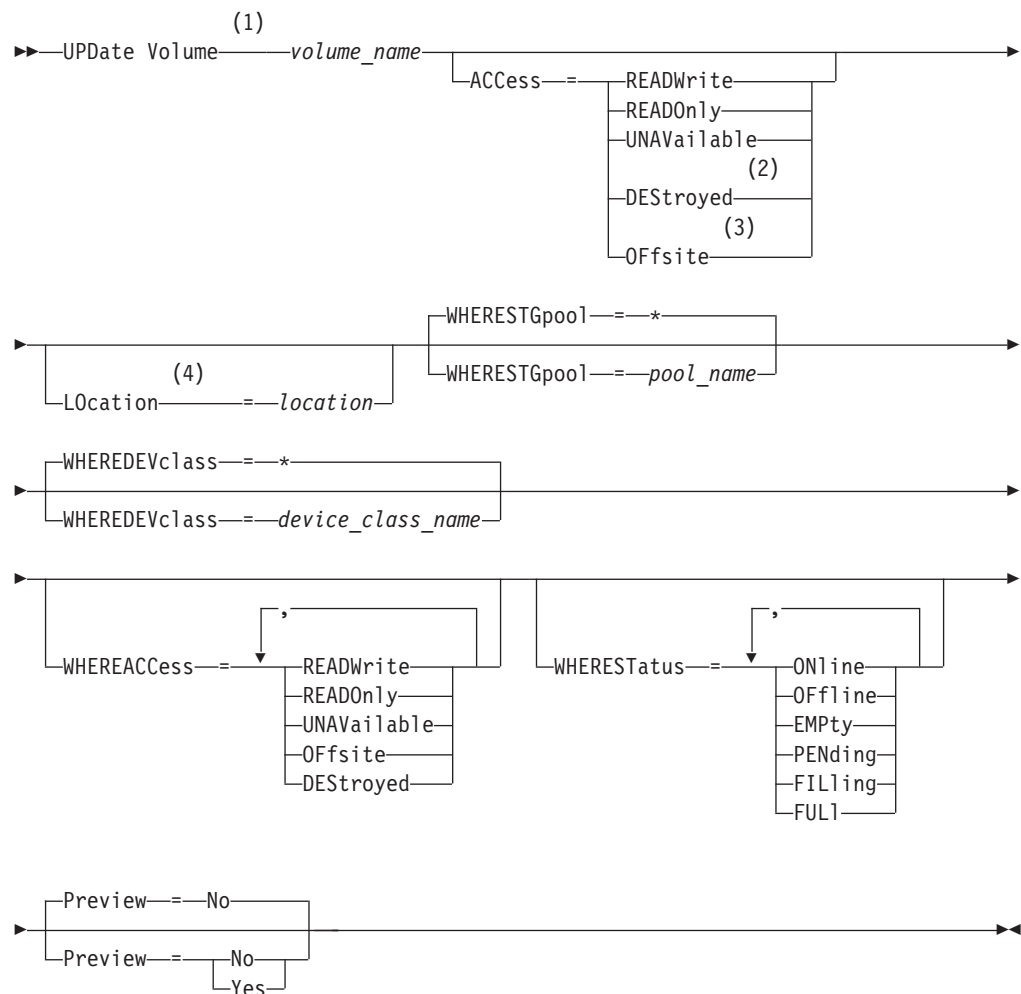 (1)
UPDate Volume volume_name
ACCess = READWrite
READOnly
UNAVailable
(2)
DEStroyed
(3)
OFfsite
WHERESTGpool = *
(4)
WHERESTGpool = pool_name
LOcation = location
WHEREDEVclass = *
WHEREDEVclass = device_class_name
, ,
WHEREACCess = READWrite WHERESTatus = ONline
READOnly OFfline
UNAVailable EMPty
OFfsite PENding
DEStroyed FILling
FULl
Preview = No
Preview = No
Yes